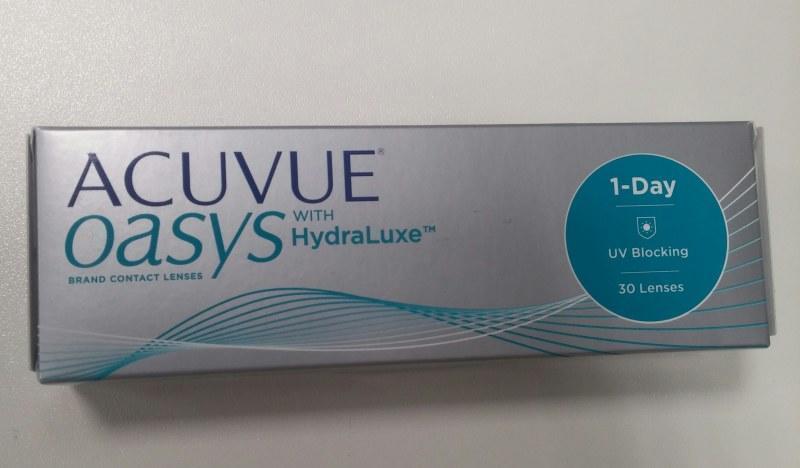 ACUVUE®
oasys WITH HydraLuxe™
BRAND CONTACT LENSES
1-Day
UV Blocking
30 Lenses